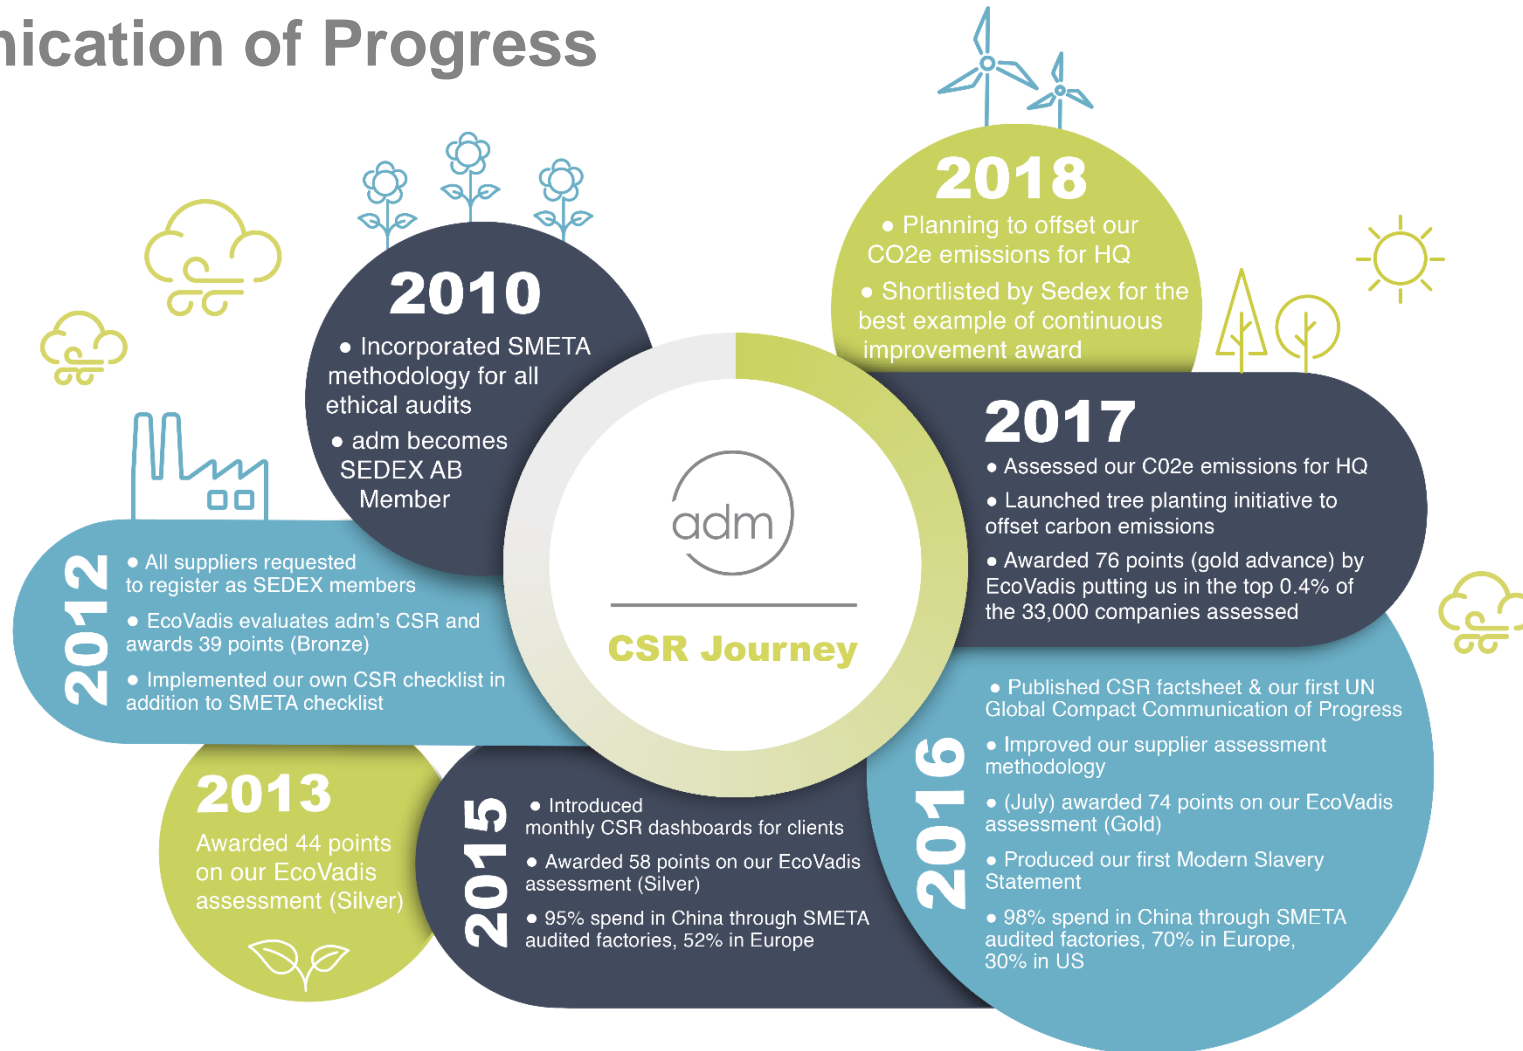 nication of Progress
2010
● Incorporated SMETA
methodology for all
ethical audits
● adm becomes
SEDEX AB
Member
2012
● All suppliers requested
to register as SEDEX members
● EcoVadis evaluates adm's CSR and
awards 39 points (Bronze)
● Implemented our own CSR checklist in
addition to SMETA checklist
2013
Awarded 44 points
on our EcoVadis
assessment (Silver)
2015
● Introduced
monthly CSR dashboards for clients
● Awarded 58 points on our EcoVadis
assessment (Silver)
● 95% spend in China through SMETA
audited factories, 52% in Europe
2016
● Published CSR factsheet & our first UN
Global Compact Communication of Progress
● Improved our supplier assessment
methodology
● (July) awarded 74 points on our EcoVadis
assessment (Gold)
● Produced our first Modern Slavery
Statement
● 98% spend in China through SMETA
audited factories, 70% in Europe,
30% in US
2017
● Assessed our C02e emissions for HQ
● Launched tree planting initiative to
offset carbon emissions
● Awarded 76 points (gold advance) by
EcoVadis putting us in the top 0.4% of
the 33,000 companies assessed
2018
● Planning to offset our
CO2e emissions for HQ
● Shortlisted by Sedex for the
best example of continuous
improvement award
adm
CSR Journey